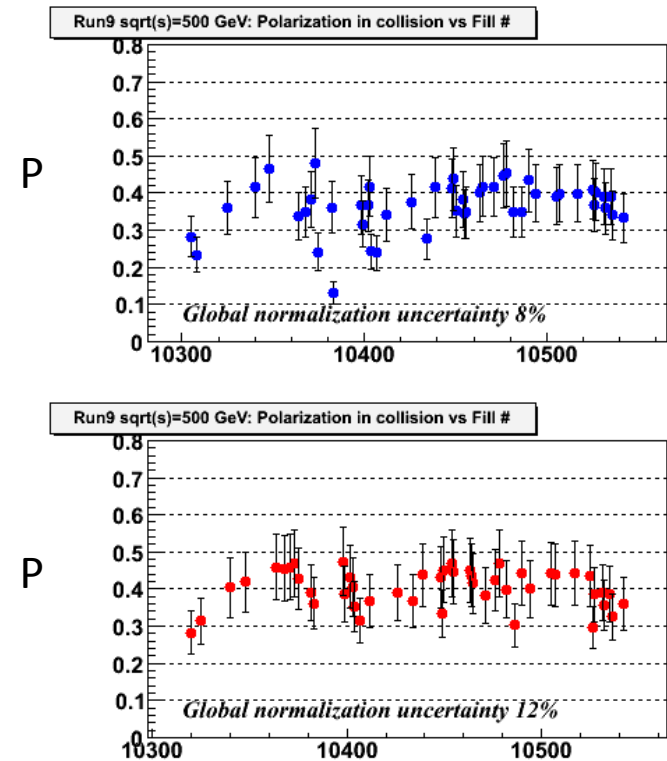 Run9 sqrt(s)=500 GeV: Polarization in collision vs Fill #
0.8
0.7
0.6
P
0.5
0.4
0.3
0.2
0.1
Global normalization uncertainty 8%
0
10300 10400 10500
Run9 sqrt(s)=500 GeV: Polarization in collision vs Fill #
0.8
0.7
0.6
P
0.5
0.4
0.3
0.2
0.1
Global normalization uncertainty 12%
0
10300 10400 10500